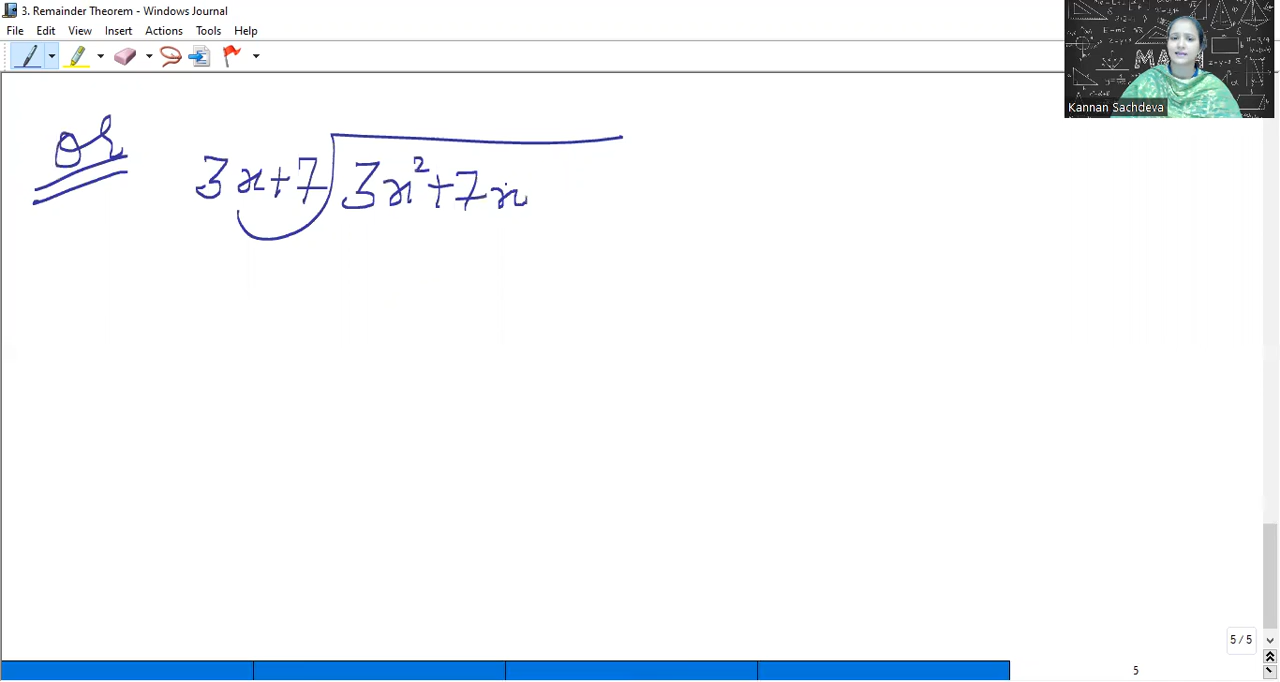 3. Remainder Theorem - Windows Journal
File Edit View Insert Actions Tools Help
Kannan Sachdeva
Or
3x+7 3x²+7x
5 / 5
5